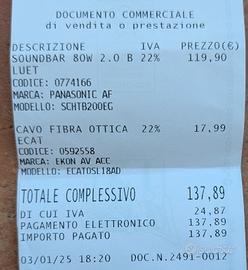 DOCUMENTO COMMERCIALE
di vendita o prestazione
DESCRIZIONE IVA PREZZO(€)
SOUNDBAR 80W 2.0 B 22% 119,90
LUET
CODICE: 0774166
MARCA: PANASONIC AF
MODELLO: SCHTB200EG
CAVO FIBRA OTTICA 22% 17,99
ECAT
CODICE: 0592558
MARCA: EKON AV ACC
MODELLO: ECATOSL18AD
TOTALE COMPLESSIVO 137,89
DI CUI IVA 24,87
PAGAMENTO ELETTRONICO 137,89
IMPORTO PAGATO 137,89
03/01/25 18:20 DOC.N.2491-0012